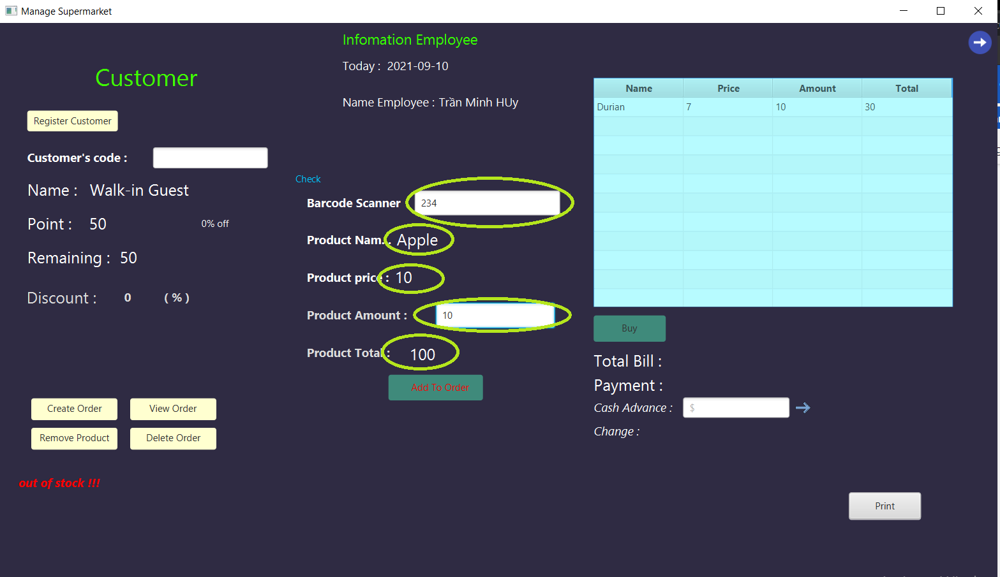 Manage Supermarket
Infomation Employee
Today : 2021-09-10
Name Employee : Trần Minh HUy
Customer
Register Customer
Customer's code :
Name : Walk-in Guest
Point : 50 0% off
Remaining : 50
Discount : 0 ( % )
Create Order View Order
Remove Product Delete Order
out of stock !!!
Check
Barcode Scanner 234
Product Nam.. Apple
Product price : 10
Product Amount : 10
Product Total : 100
Add To Order
Name Price Amount Total
Durian 7 10 30
Buy
Total Bill :
Payment :
Cash Advance : $
Change :
Print